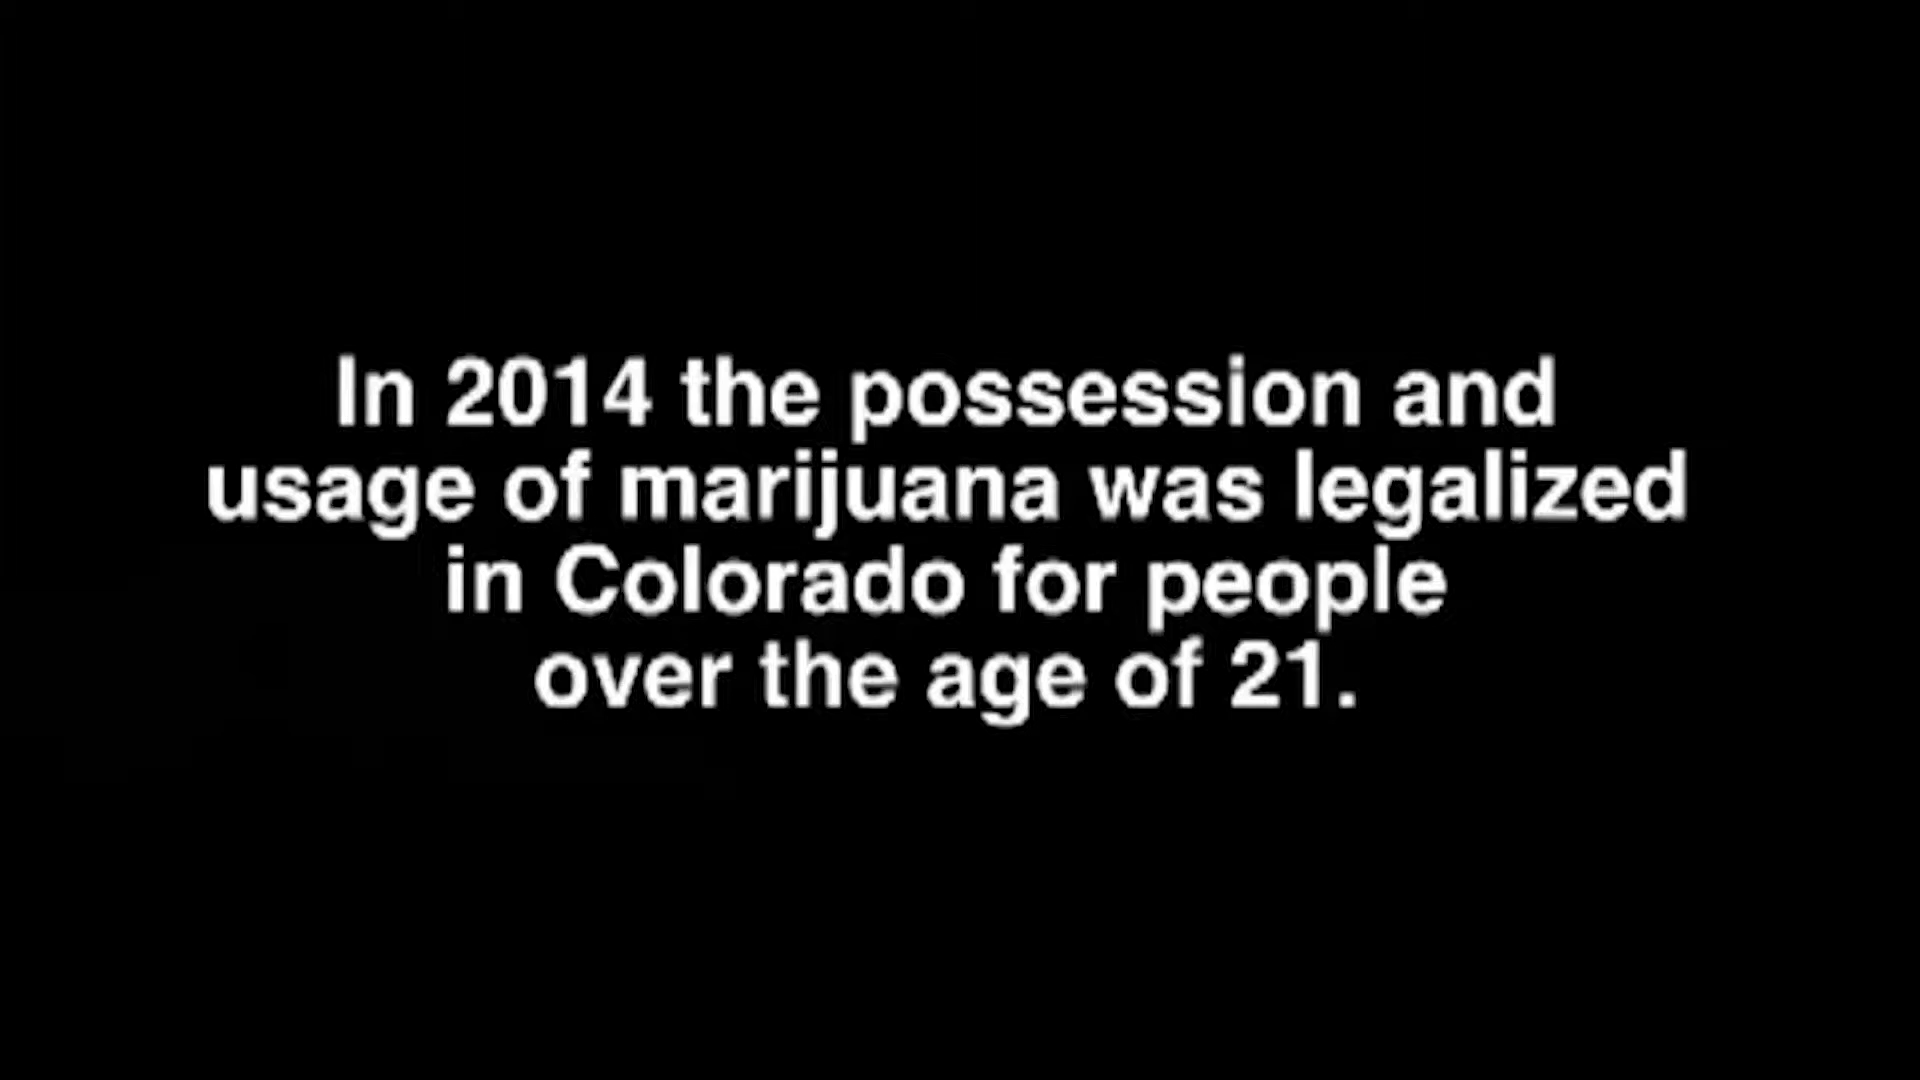 In 2014 the possession and
usage of marijuana was legalized
in Colorado for people
over the age of 21.